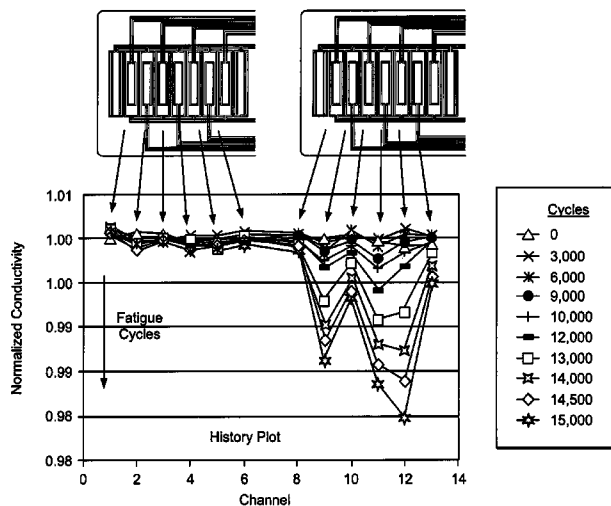 1.01
1.00
1.00
0.99
0.99
0.98
0.98
Normalized Conductivity
Fatigue
Cycles
History Plot
0 2 4 6 8 10 12 14
Channel
Cycles
0
3,000
6,000
9,000
10,000
12,000
13,000
14,000
14,500
15,000